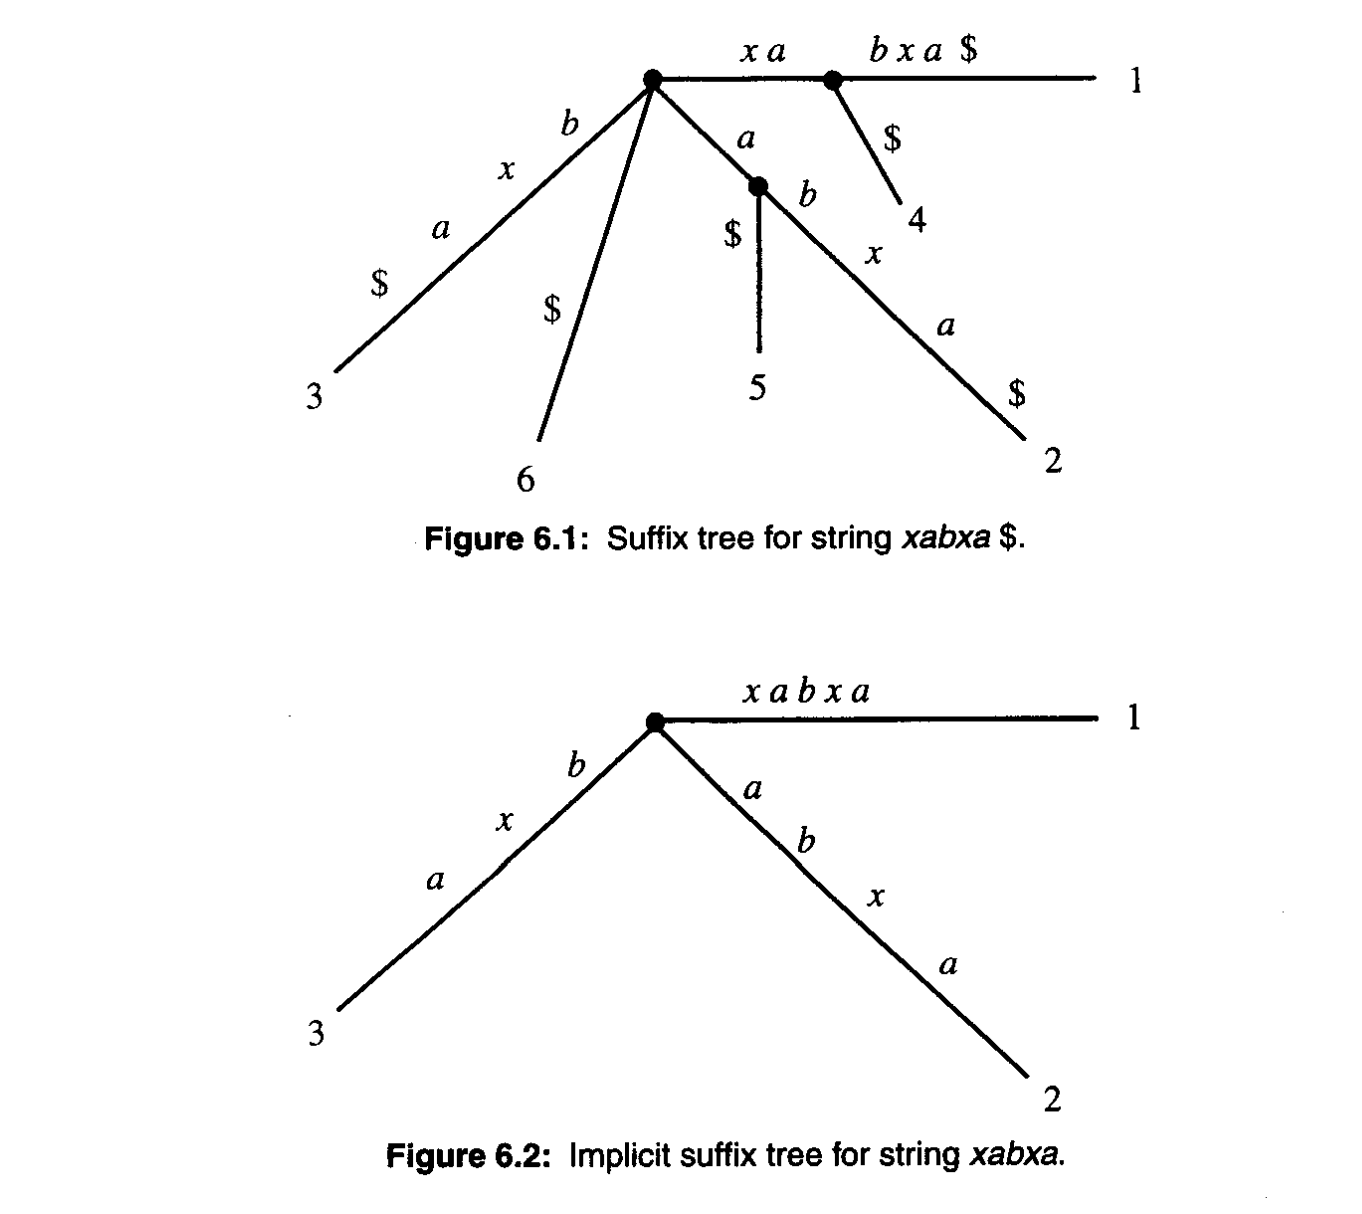 x a b x a $ 1
b a $
x b
a x 4
$ a
$ $
3 5 $
6 2
Figure 6.1: Suffix tree for string xabxa $.
x a b x a 1
b a
x b
a x
a
3
2
Figure 6.2: Implicit suffix tree for string xabxa.